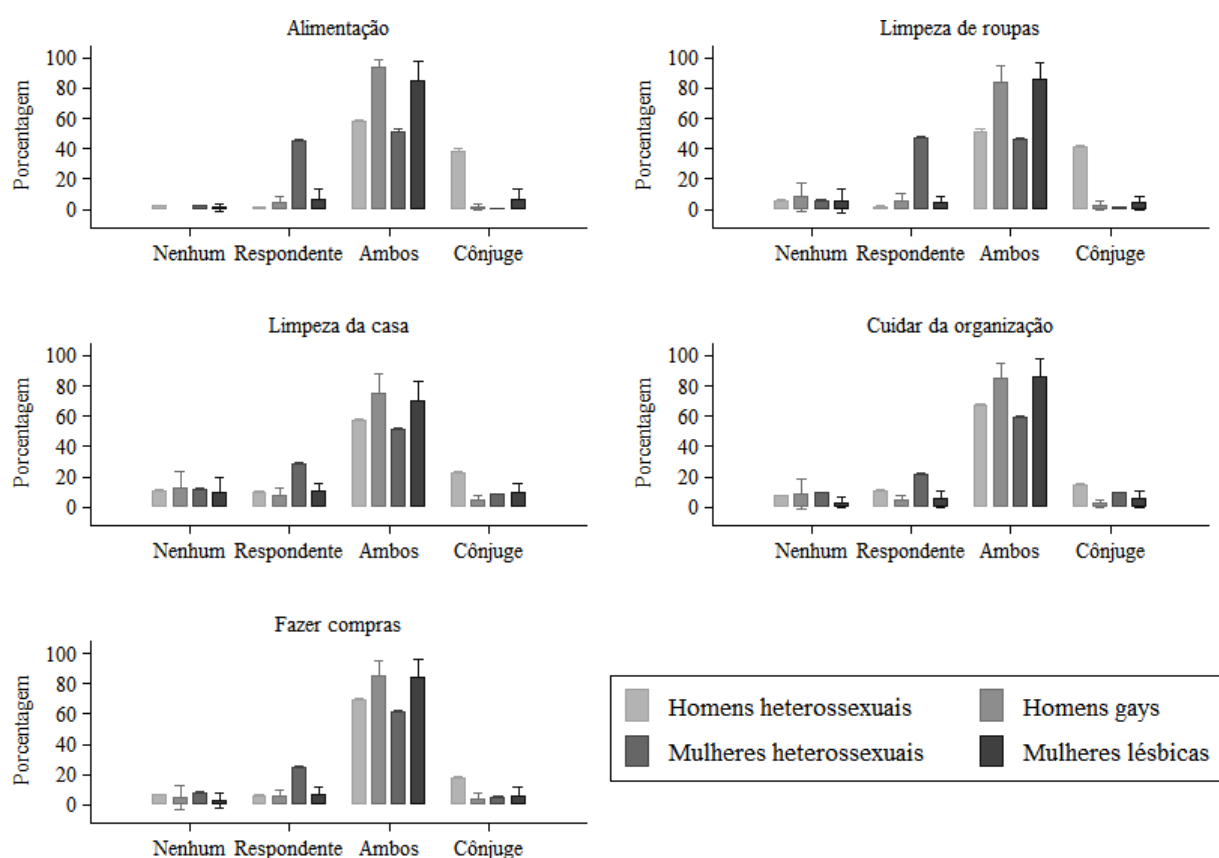 Alimentação
Porcentagem
100
80
60
40
20
0
Nenhum Respondente Ambos Cônjuge
Limpeza de roupas
Porcentagem
100
80
60
40
20
0
Nenhum Respondente Ambos Cônjuge
Limpeza da casa
Porcentagem
100
80
60
40
20
0
Nenhum Respondente Ambos Cônjuge
Cuidar da organização
Porcentagem
100
80
60
40
20
0
Nenhum Respondente Ambos Cônjuge
Fazer compras
Porcentagem
100
80
60
40
20
0
Nenhum Respondente Ambos Cônjuge
Homens heterossexuais Homens gays
Mulheres heterossexuais Mulheres lésbicas